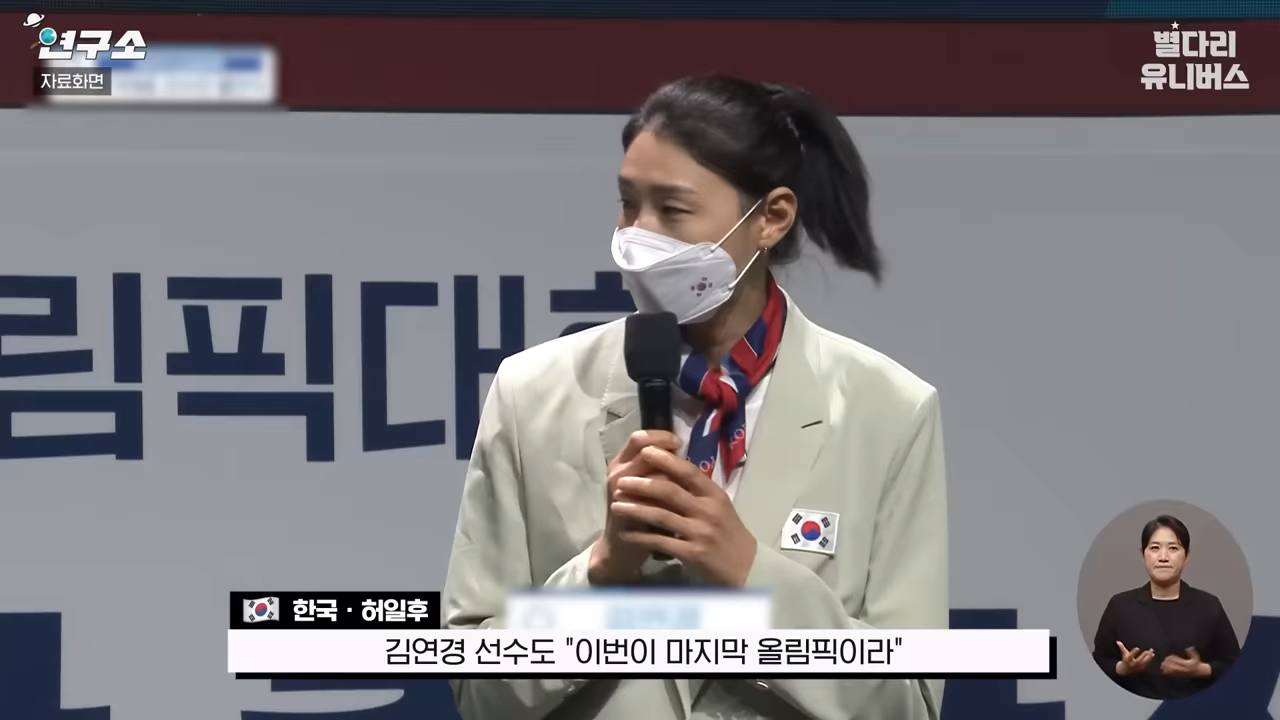 연구소
자료화면
별다리
유니버스
림픽대
한국 · 허일후
김연경 선수도 "이번이 마지막 올림픽이라"